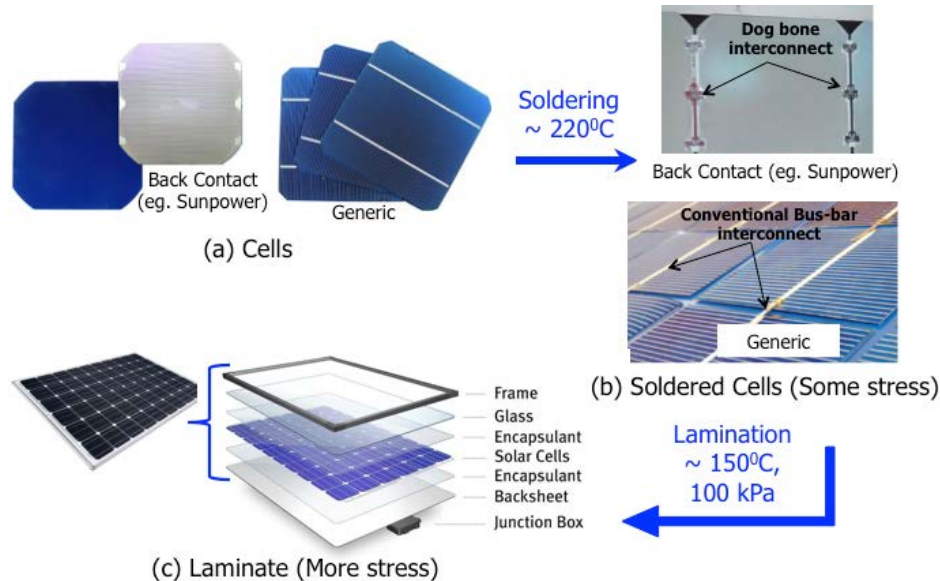 Back Contact
(eg. Sunpower)
Generic
(a) Cells
Soldering
~ 220⁰C
Dog bone
interconnect
Back Contact (eg. Sunpower)
Conventional Bus-bar
interconnect
Generic
(b) Soldered Cells (Some stress)
Lamination
~ 150⁰C,
100 kPa
Frame
Glass
Encapsulant
Solar Cells
Encapsulant
Backsheet
Junction Box
(c) Laminate (More stress)